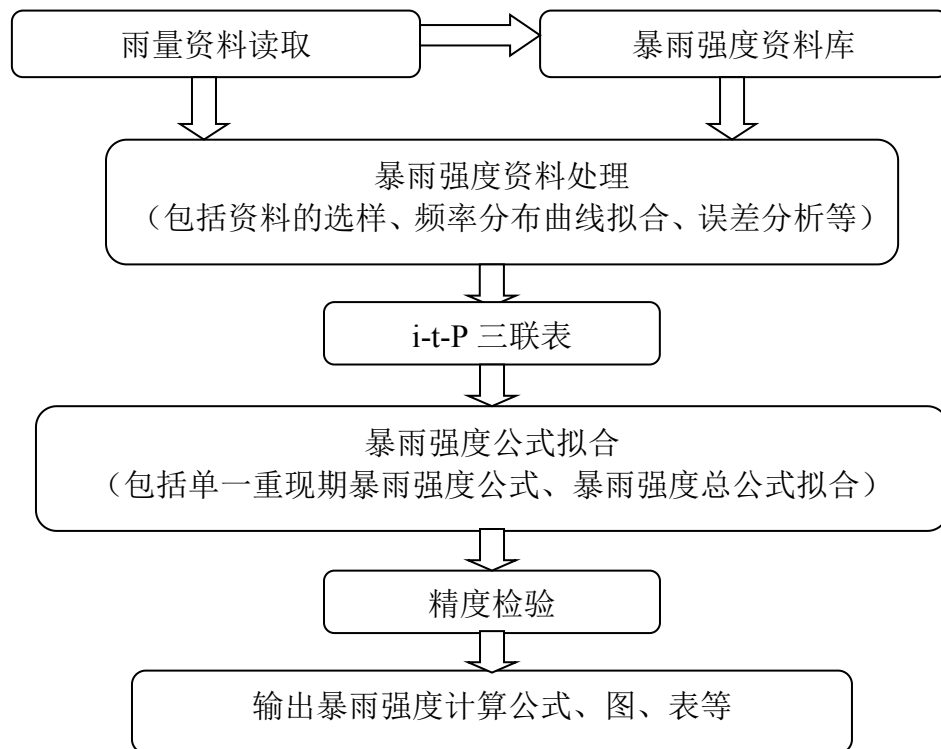 雨量资料读取
暴雨强度资料库
暴雨强度资料处理
（包括资料的选样、频率分布曲线拟合、误差分析等）
i-t-P 三联表
暴雨强度公式拟合
（包括单一重现期暴雨强度公式、暴雨强度总公式拟合）
精度检验
输出暴雨强度计算公式、图、表等